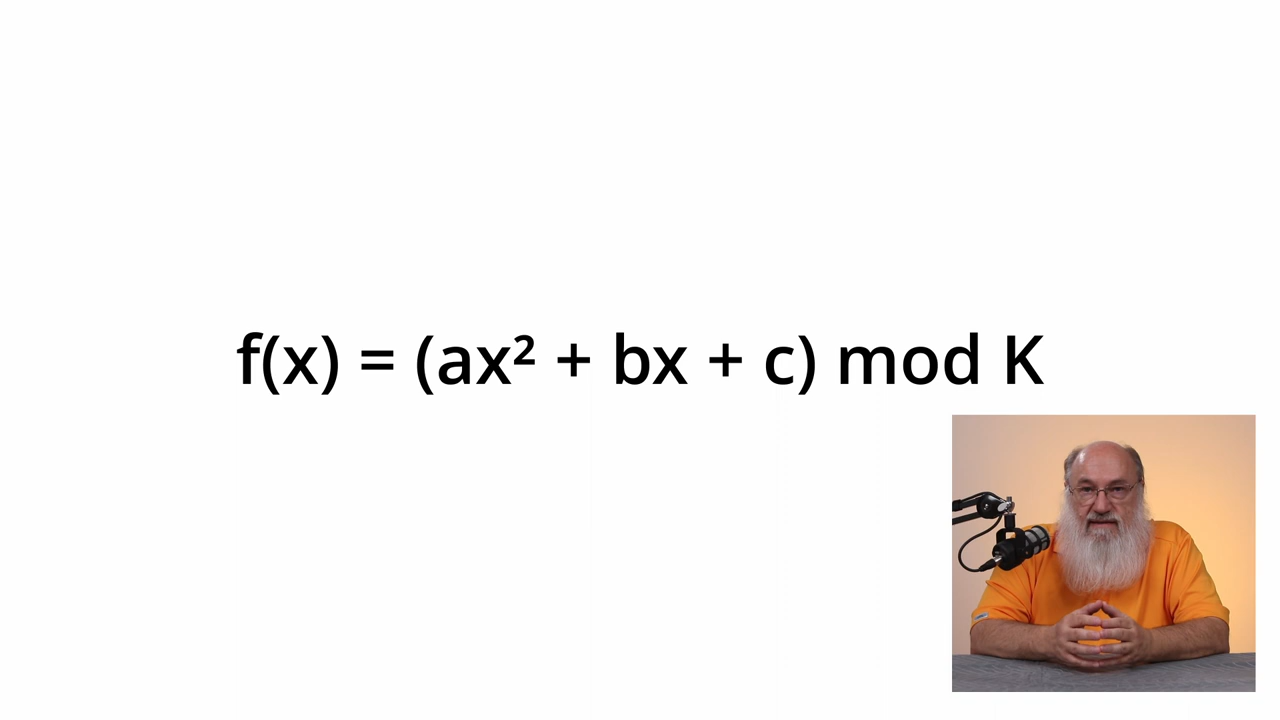 f(x) = (ax² + bx + c) mod K